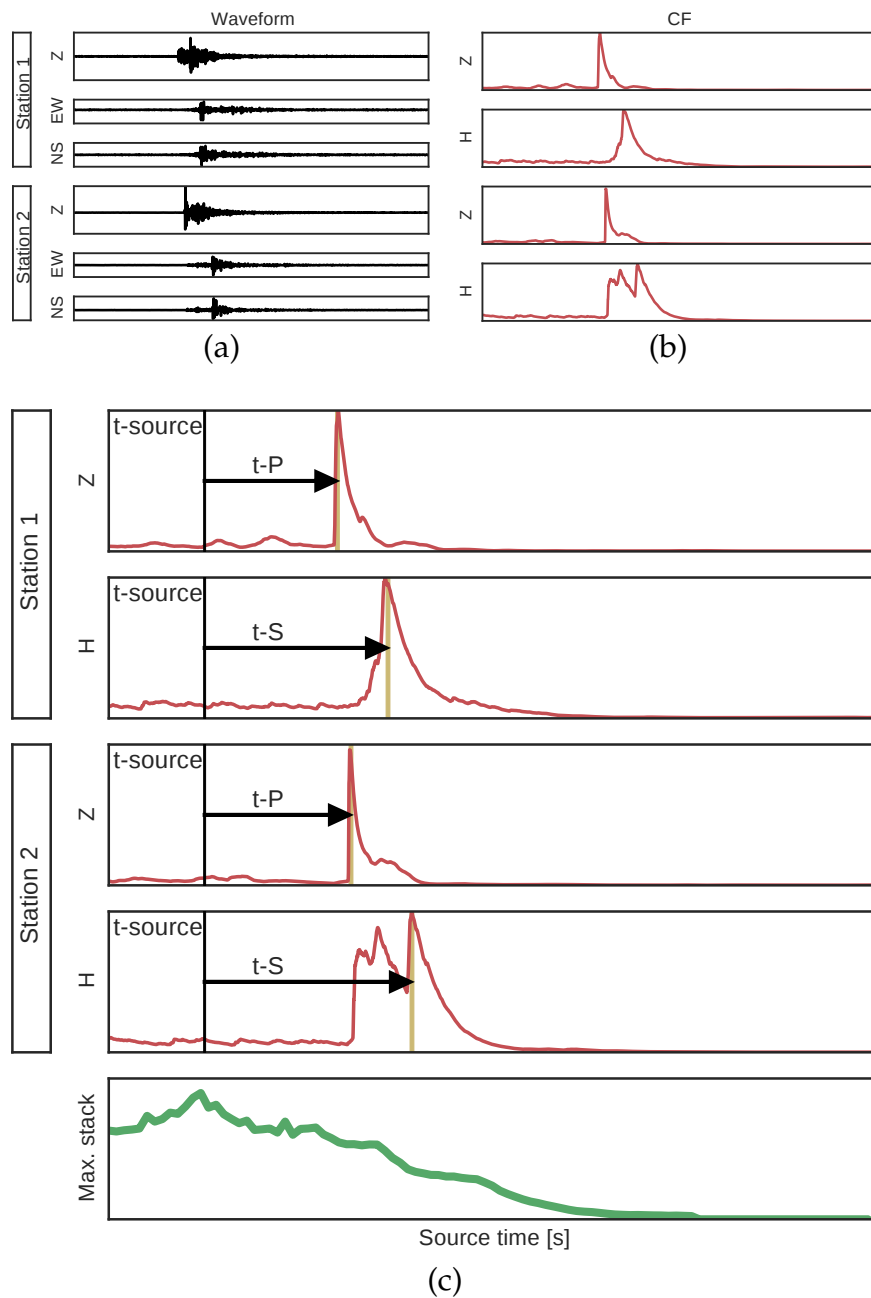 Waveform
CF
Station 1
Z
EW
NS
Station 2
Z
EW
NS
Z
H
Z
H
(a)
(b)
Station 1
Z
t-source
t-P
H
t-source
t-S
Station 2
Z
t-source
t-P
H
t-source
t-S
Max. stack
Source time [s]
(c)